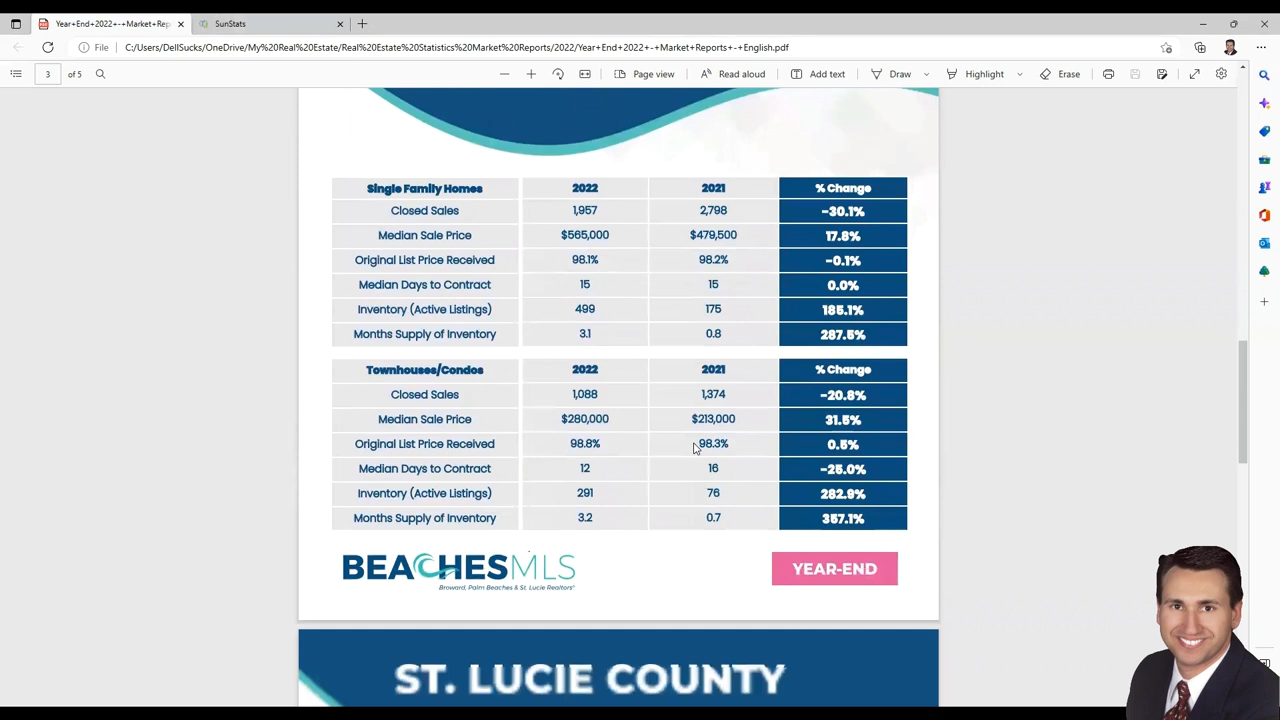 Year+End+2022+-+Market+Rep
SunStats
File
C:/Users/DellSucks/OneDrive/My%20Real%20Estate/Real%20Estate%20Statistics%20Market%20Reports/2022/Year+End+2022+-+Market+Reports+-+English.pdf
3 of 5
Page view
Read aloud
Add text
Draw
Highlight
Erase
Single Family Homes 2022 2021 % Change
Closed Sales 1,957 2,798 -30.1%
Median Sale Price $565,000 $479,500 17.8%
Original List Price Received 98.1% 98.2% -0.1%
Median Days to Contract 15 15 0.0%
Inventory (Active Listings) 499 175 185.1%
Months Supply of Inventory 3.1 0.8 287.5%
Townhouses/Condos 2022 2021 % Change
Closed Sales 1,088 1,374 -20.8%
Median Sale Price $280,000 $213,000 31.5%
Original List Price Received 98.8% 98.3% 0.5%
Median Days to Contract 12 16 -25.0%
Inventory (Active Listings) 291 76 282.9%
Months Supply of Inventory 3.2 0.7 357.1%
BEACHESMLS
Broward, Palm Beaches & St. Lucie Realtors®
YEAR-END
ST. LUCIE COUNTY